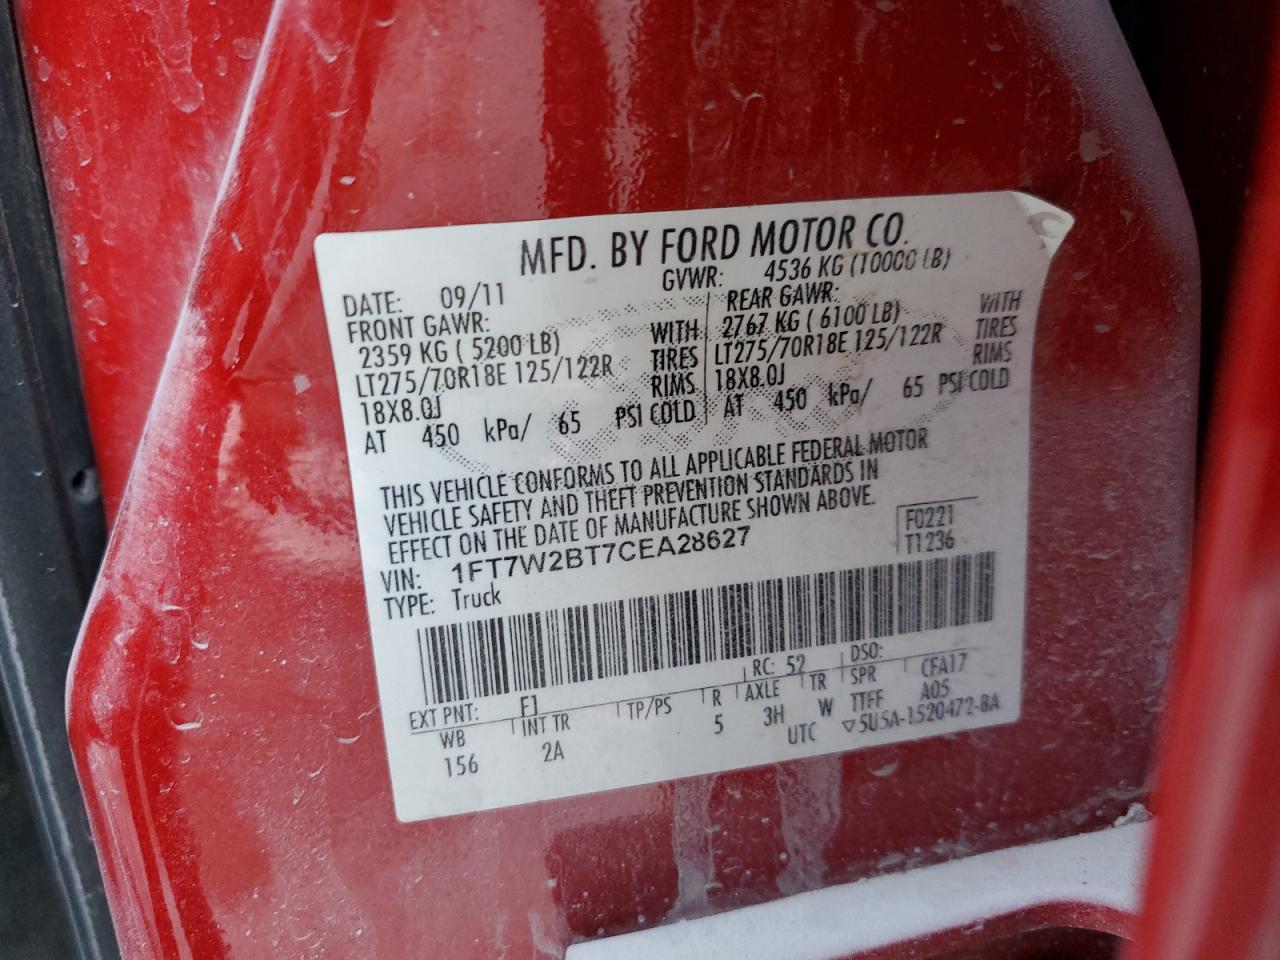 MFD. BY FORD MOTOR CO.
DATE: 09/11 GVWR: 4536 KG (10000 LB)
FRONT GAWR: REAR GAWR:
2359 KG ( 5200 LB) WITH 2767 KG ( 6100 LB) WITH
LT275/70R18E 125/122R TIRES LT275/70R18E 125/122R TIRES
18X8.0J RIMS 18X8.0J RIMS
AT 450 kPa/ 65 PSI COLD AT 450 kPa/ 65 PSI COLD
THIS VEHICLE CONFORMS TO ALL APPLICABLE FEDERAL MOTOR
VEHICLE SAFETY AND THEFT PREVENTION STANDARDS IN
EFFECT ON THE DATE OF MANUFACTURE SHOWN ABOVE.
VIN: 1FT7W2BT7CEA28627 F0221
TYPE: Truck T1236
EXT PNT: F1 RC: 52 DSO:
WB INT TR TP/PS R AXLE TR SPR CFA17
156 2A 5 3H W TTFF A05
UTC ▽5U5A-1520472-BA